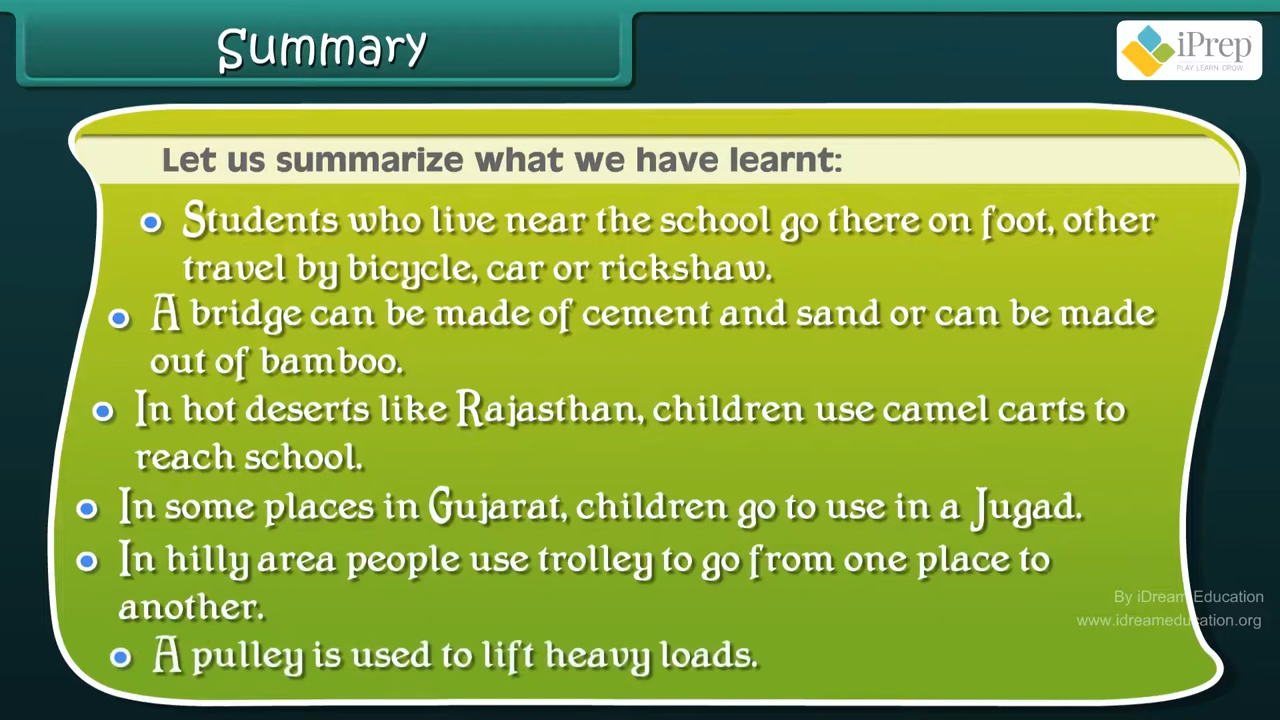 Summary
iPrep
PLAY LEARN GROW
Let us summarize what we have learnt:
Students who live near the school go there on foot, other
travel by bicycle, car or rickshaw.
A bridge can be made of cement and sand or can be made
out of bamboo.
In hot deserts like Rajasthan, children use camel carts to
reach school.
In some places in Gujarat, children go to use in a Jugad.
In hilly area people use trolley to go from one place to
another.
A pulley is used to lift heavy loads.
By iDream Education
www.idreameducation.org